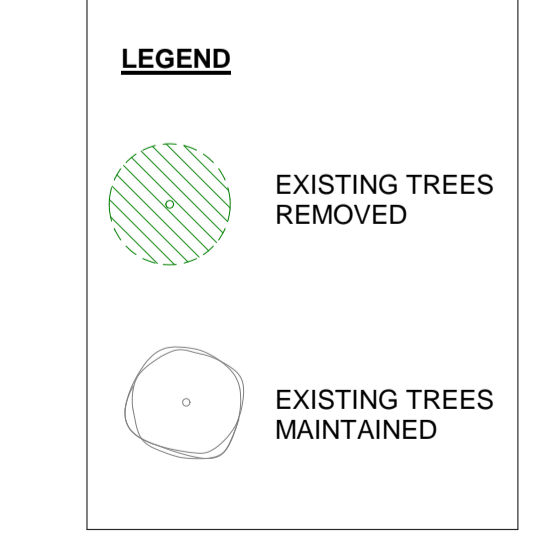 LEGEND
EXISTING TREES
REMOVED
EXISTING TREES
MAINTAINED